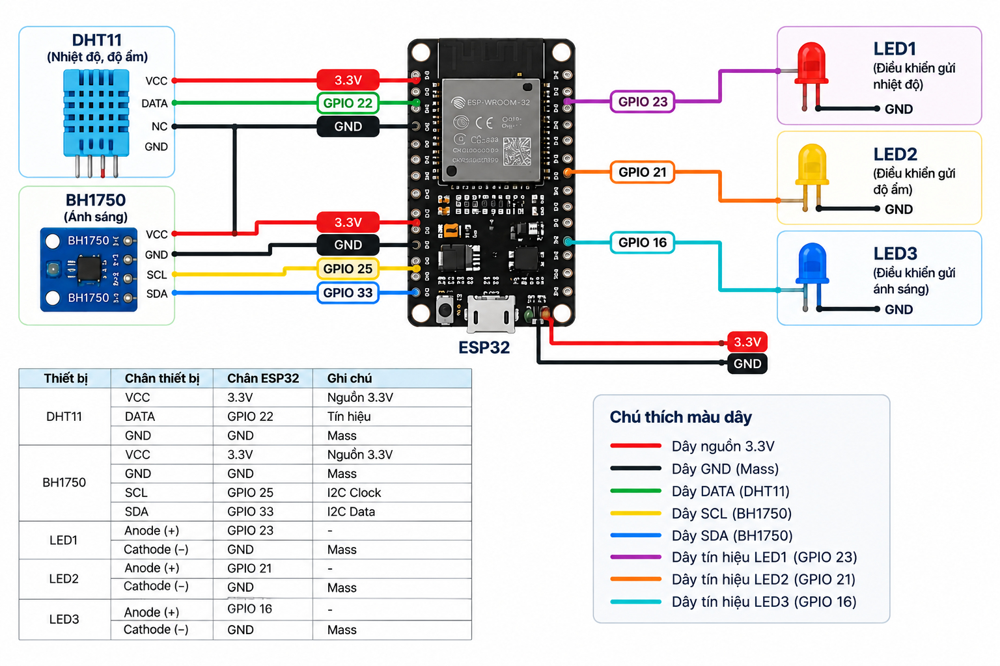 DHT11
(Nhiệt độ, độ ẩm)
VCC
DATA
NC
GND
3.3V
GPIO 22
GND
BH1750
(Ánh sáng)
BH1750
BH1750
VCC
GND
SCL
SDA
3.3V
GND
GPIO 25
GPIO 33
ESP-WROOM-32
CE
ESP32
GPIO 23
GPIO 21
GPIO 16
LED1
(Điều khiển gửi
nhiệt độ)
GND
LED2
(Điều khiển gửi
độ ẩm)
GND
LED3
(Điều khiển gửi
ánh sáng)
GND
3.3V
GND
Thiết bị Chân thiết bị Chân ESP32 Ghi chú
DHT11
VCC 3.3V Nguồn 3.3V
DATA GPIO 22 Tín hiệu
GND GND Mass
BH1750
VCC 3.3V Nguồn 3.3V
GND GND Mass
SCL GPIO 25 I2C Clock
SDA GPIO 33 I2C Data
LED1
Anode (+) GPIO 23 -
Cathode (–) GND Mass
LED2
Anode (+) GPIO 21 -
Cathode (–) GND Mass
LED3
Anode (+) GPIO 16 -
Cathode (–) GND Mass
Chú thích màu dây
Dây nguồn 3.3V
Dây GND (Mass)
Dây DATA (DHT11)
Dây SCL (BH1750)
Dây SDA (BH1750)
Dây tín hiệu LED1 (GPIO 23)
Dây tín hiệu LED2 (GPIO 21)
Dây tín hiệu LED3 (GPIO 16)